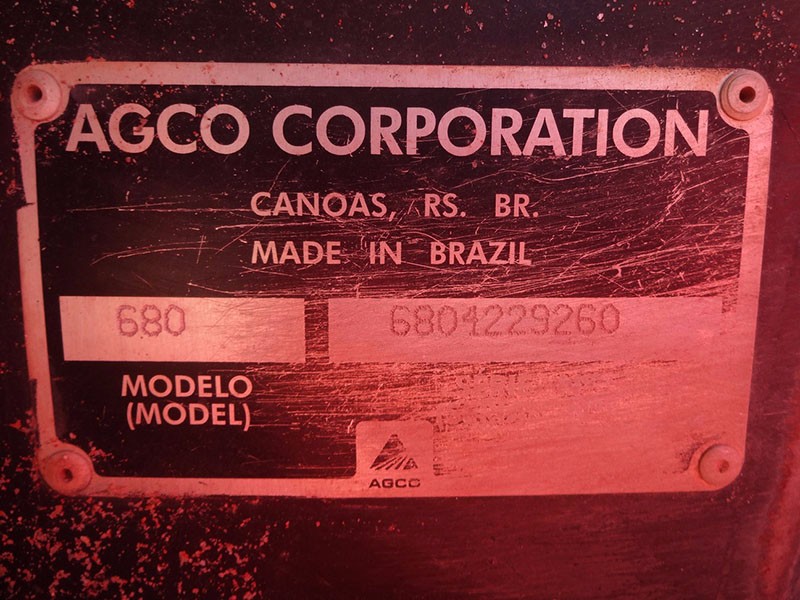 AGCO CORPORATION
CANOAS, RS. BR.
MADE IN BRAZIL
680 6804229260
MODELO
(MODEL)
AGCO